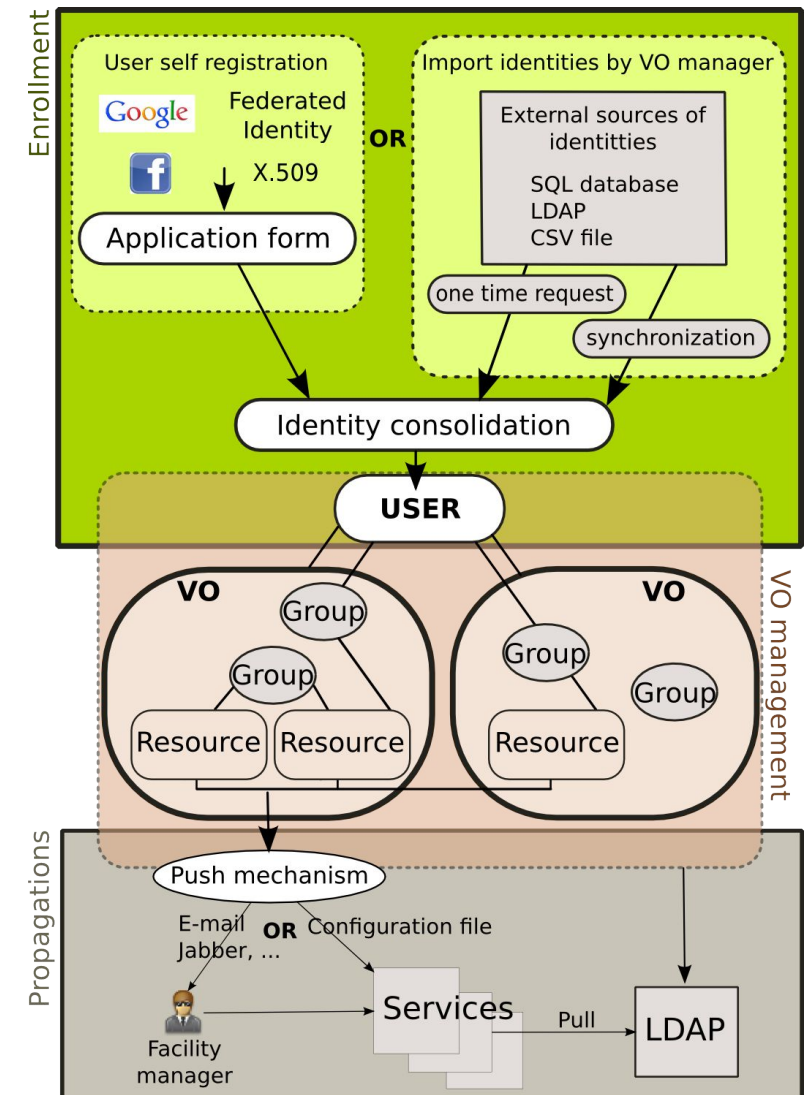 Enrollment
User self registration
Google
Federated
Identity
f
X.509
Application form
OR
Import identities by VO manager
External sources of
identitties
SQL database
LDAP
CSV file
one time request
synchronization
Identity consolidation
USER
VO management
VO
Group
Group
Resource
Resource
VO
Group
Group
Resource
Propagations
Push mechanism
E-mail
Jabber, ...
OR
Configuration file
Facility
manager
Services
Pull
LDAP